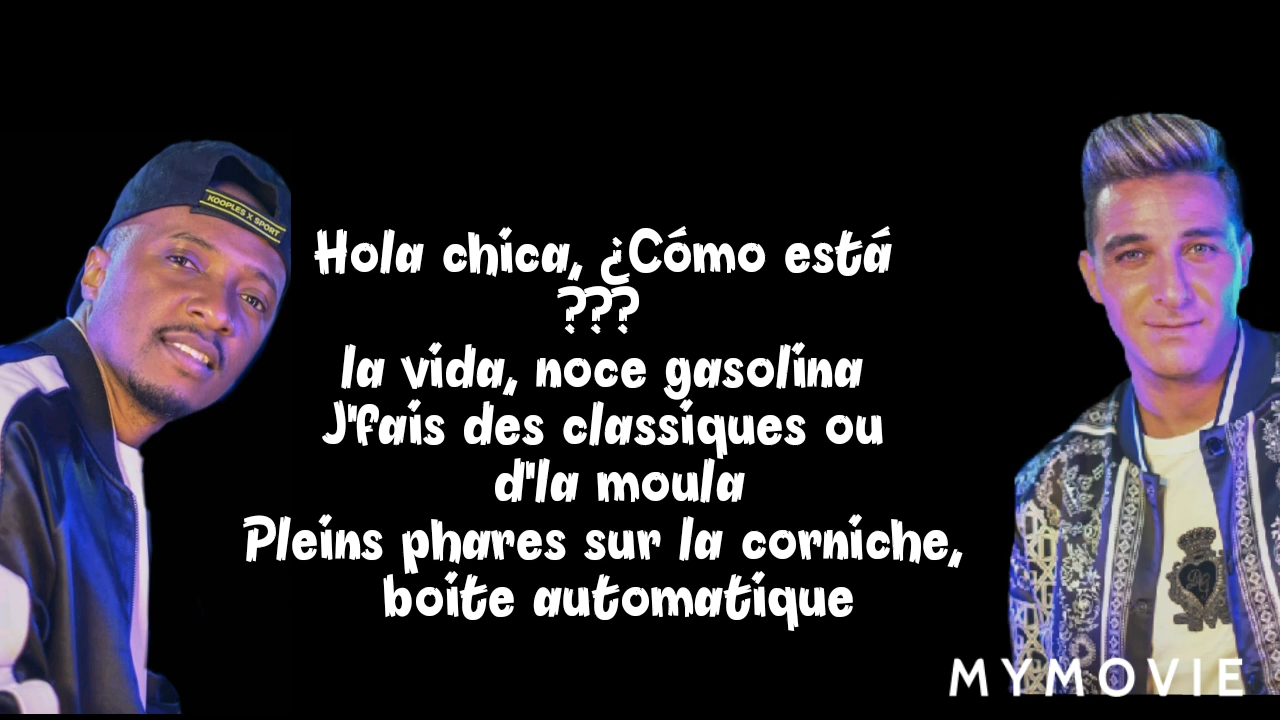 KOOPLES X SPORT
Hola chica, ¿Cómo está
???
la vida, noce gasolina
J'fais des classiques ou
d'la moula
Pleins phares sur la corniche,
boite automatique
MYMOVIE